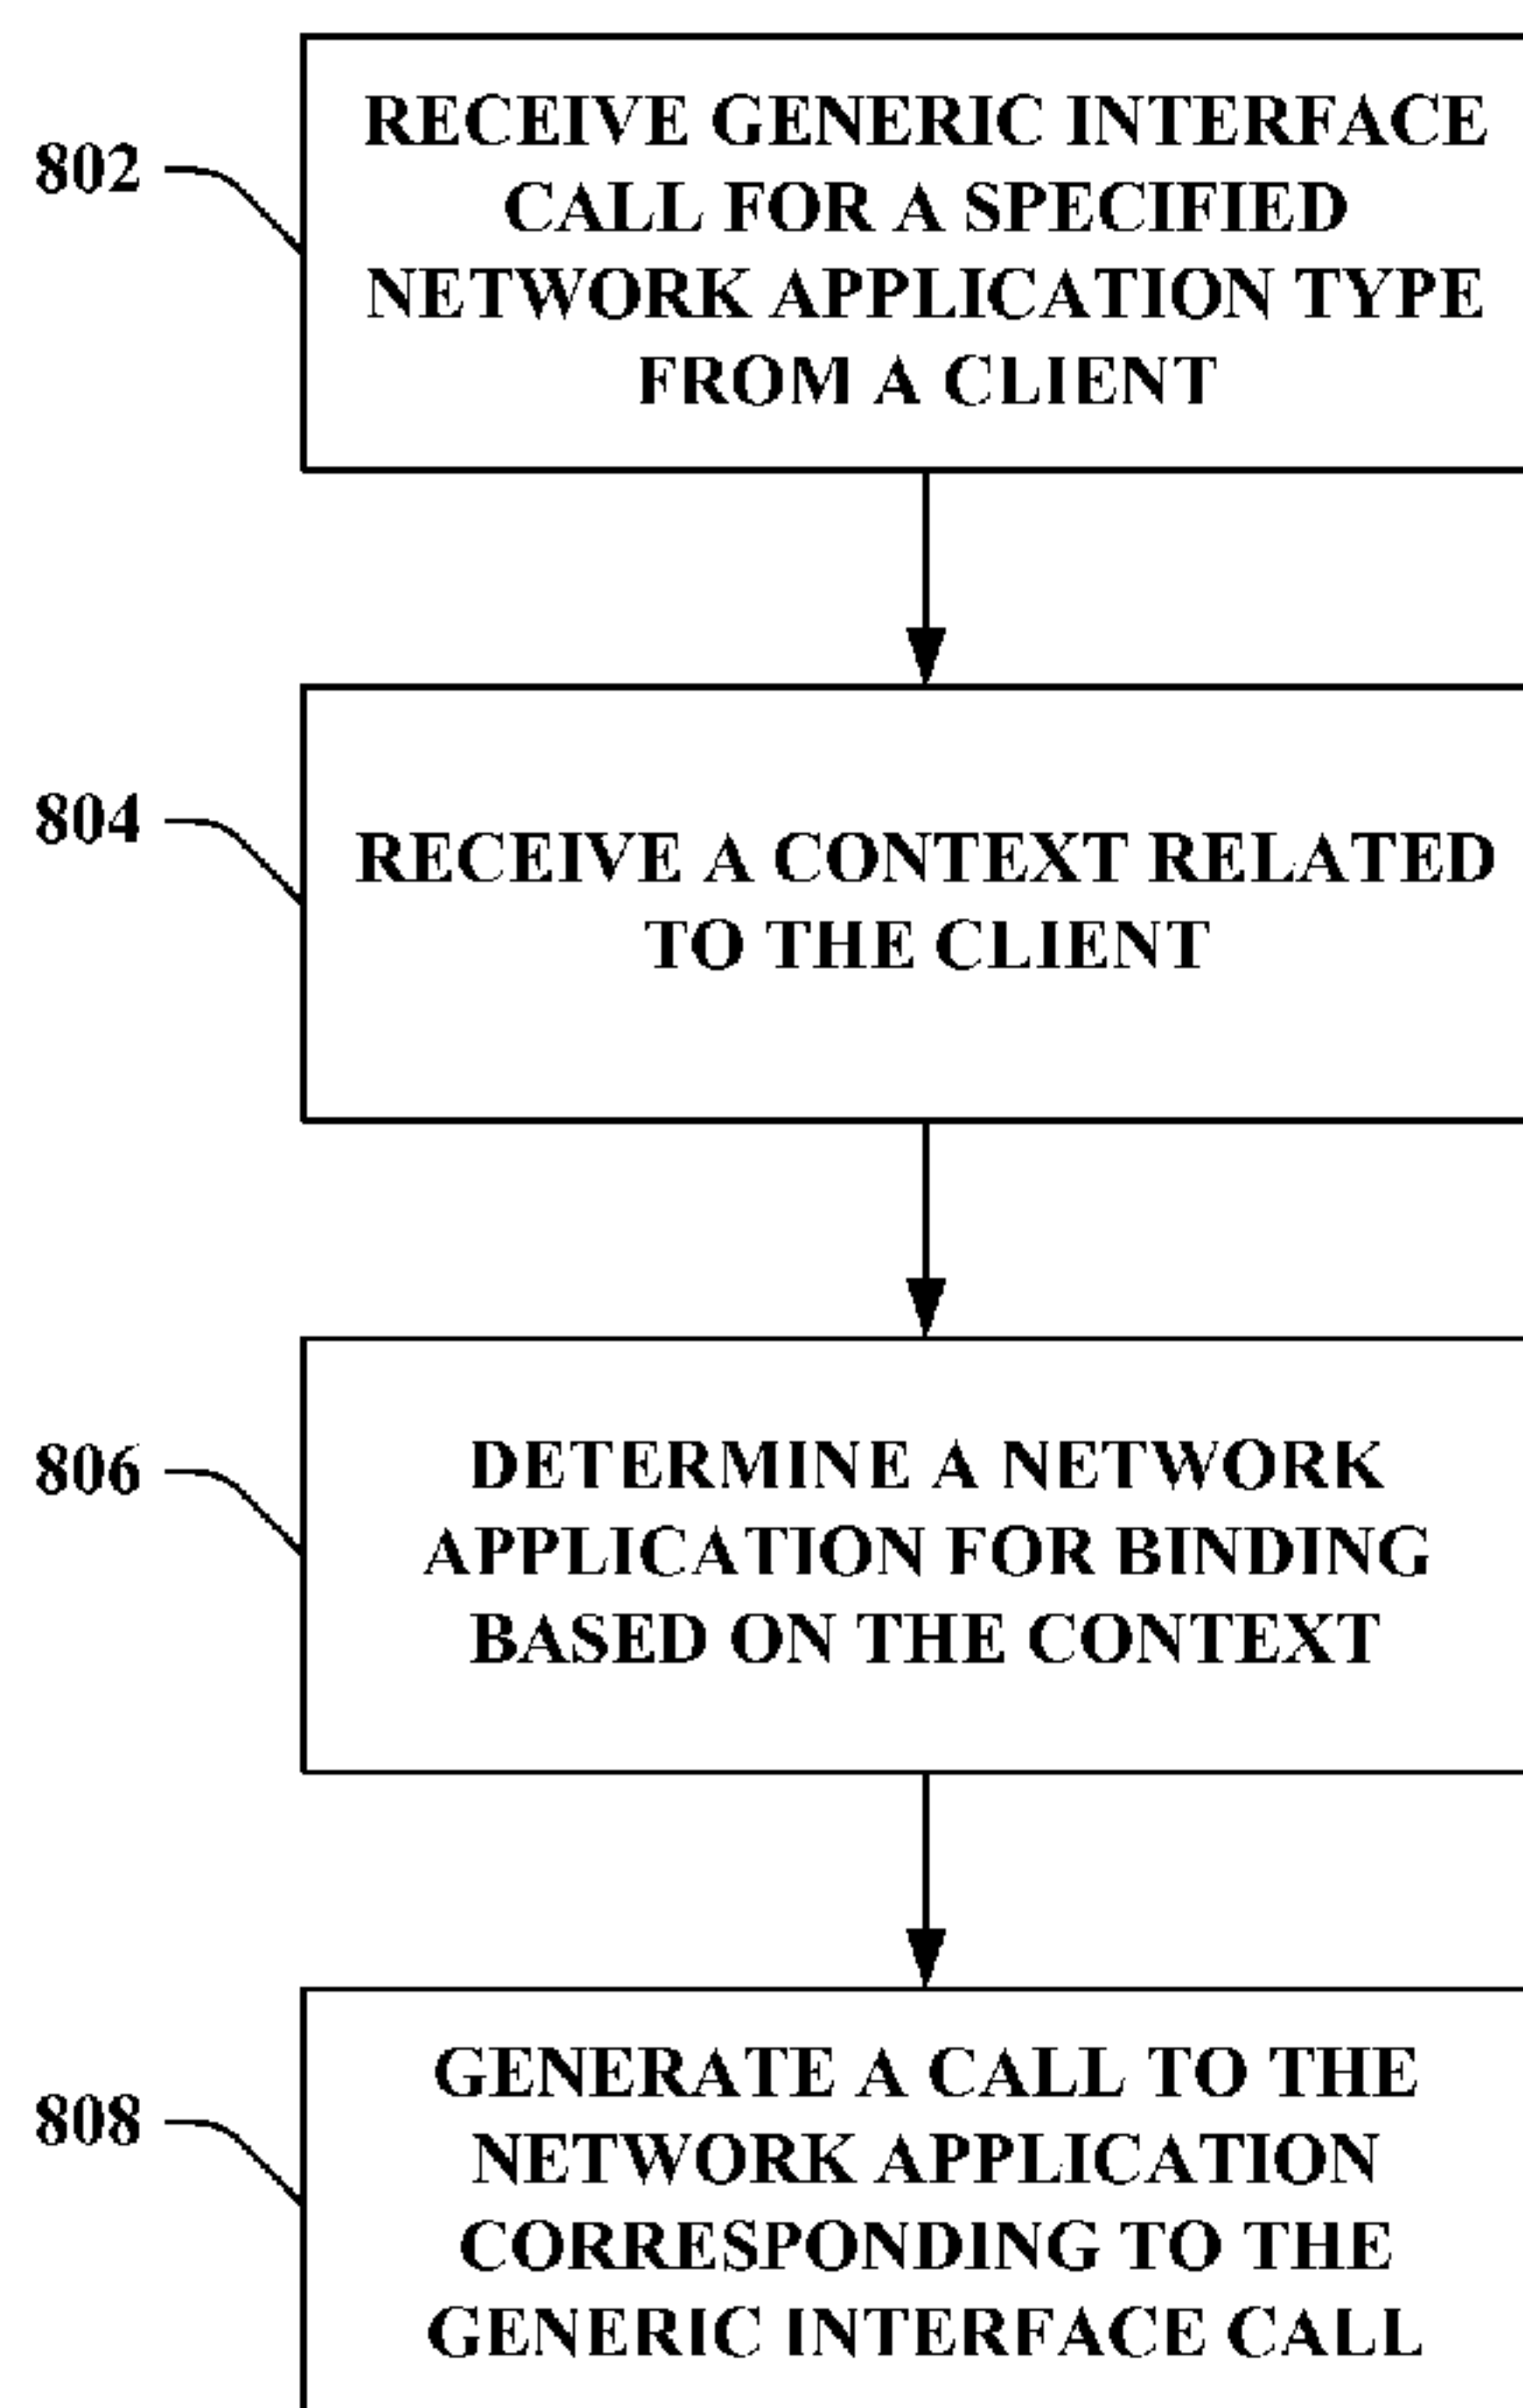 802
RECEIVE GENERIC INTERFACE
CALL FOR A SPECIFIED
NETWORK APPLICATION TYPE
FROM A CLIENT
804
RECEIVE A CONTEXT RELATED
TO THE CLIENT
806
DETERMINE A NETWORK
APPLICATION FOR BINDING
BASED ON THE CONTEXT
808
GENERATE A CALL TO THE
NETWORK APPLICATION
CORRESPONDING TO THE
GENERIC INTERFACE CALL